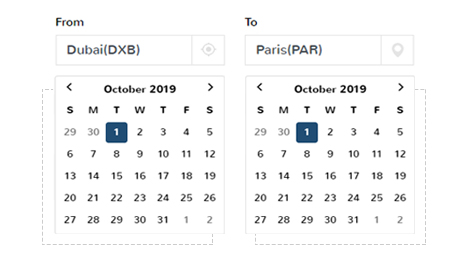 From
To
Dubai(DXB)
Paris(PAR)
October 2019
S M T W T F S
29 30 1 2 3 4 5
6 7 8 9 10 11 12
13 14 15 16 17 18 19
20 21 22 23 24 25 26
27 28 29 30 31 1 2
October 2019
S M T W T F S
29 30 1 2 3 4 5
6 7 8 9 10 11 12
13 14 15 16 17 18 19
20 21 22 23 24 25 26
27 28 29 30 31 1 2